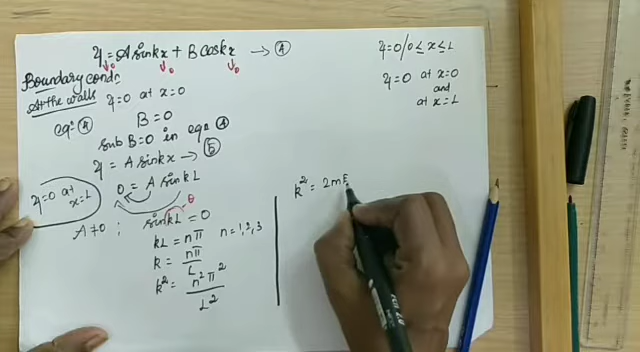 ψ = A sin kx + B cos kx → Ⓐ
Boundary condn
At the walls
ψ=0 at x=0
eqn Ⓐ B = 0
sub B=0 in eqn Ⓐ
ψ = A sin kx → ⑤
ψ=0 at x=L
0 = A sin kL
A≠0 ; sin kL = 0
θ
kL = nπ n=1,2,3
k = nπ/L
k² = n²π²/L²
ψ=0/0≤x≤L
ψ=0 at x=0
and
at x=L
k² = 2mE